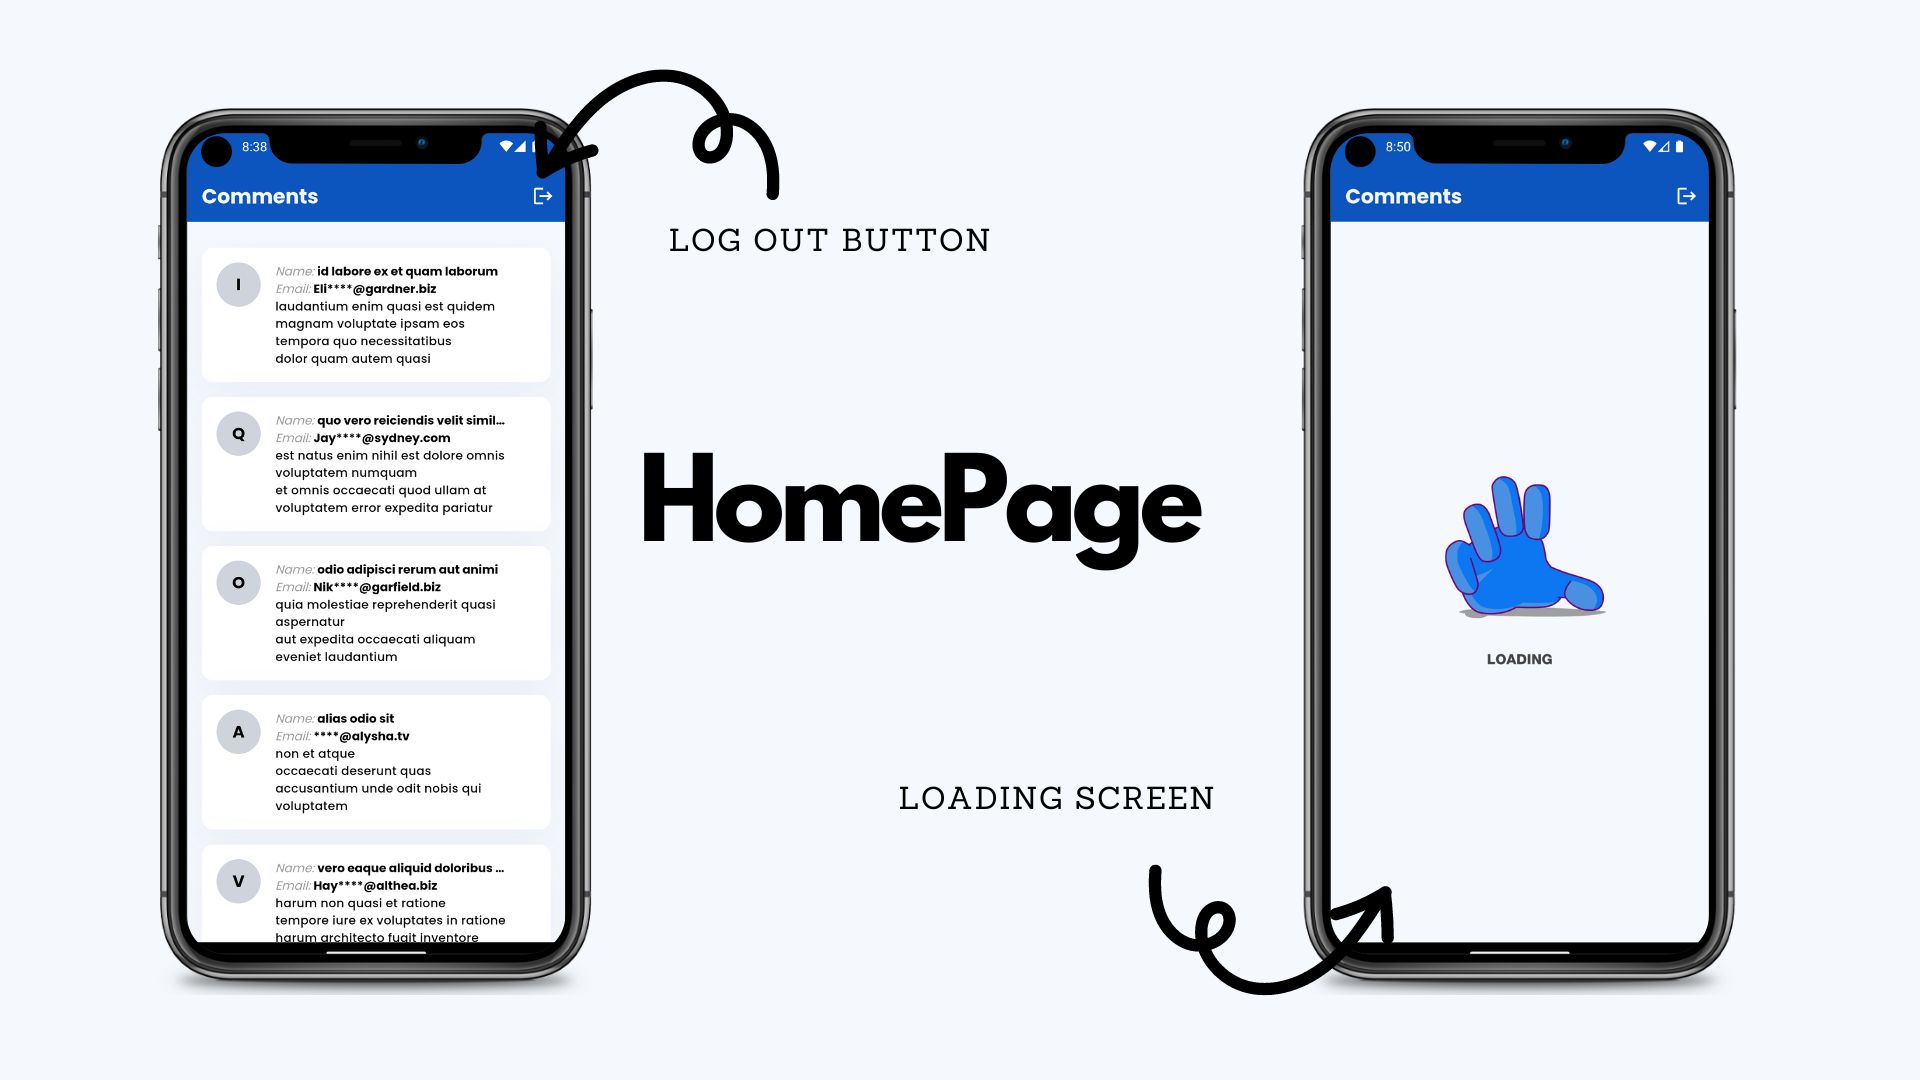 8:38
Comments
Name: id labore ex et quam laborum
Email: Eli****@gardner.biz
laudantium enim quasi est quidem
magnam voluptate ipsam eos
tempora quo necessitatibus
dolor quam autem quasi
Name: quo vero reiciendis velit simil...
Email: Jay****@sydney.com
est natus enim nihil est dolore omnis
voluptatem numquam
et omnis occaecati quod ullam at
voluptatem error expedita pariatur
Name: odio adipisci rerum aut animi
Email: Nik****@garfield.biz
quia molestiae reprehenderit quasi
aspernatur
aut expedita occaecati aliquam
eveniet laudantium
Name: alias odio sit
Email: ****@alysha.tv
non et atque
occaecati deserunt quas
accusantium unde odit nobis qui
voluptatem
Name: vero eaque aliquid doloribus ...
Email: Hay****@althea.biz
harum non quasi et ratione
tempore iure ex voluptates in ratione
harum architecto fugit inventore
I
Q
O
A
V
LOG OUT BUTTON
HomePage
LOADING SCREEN
8:50
Comments
LOADING